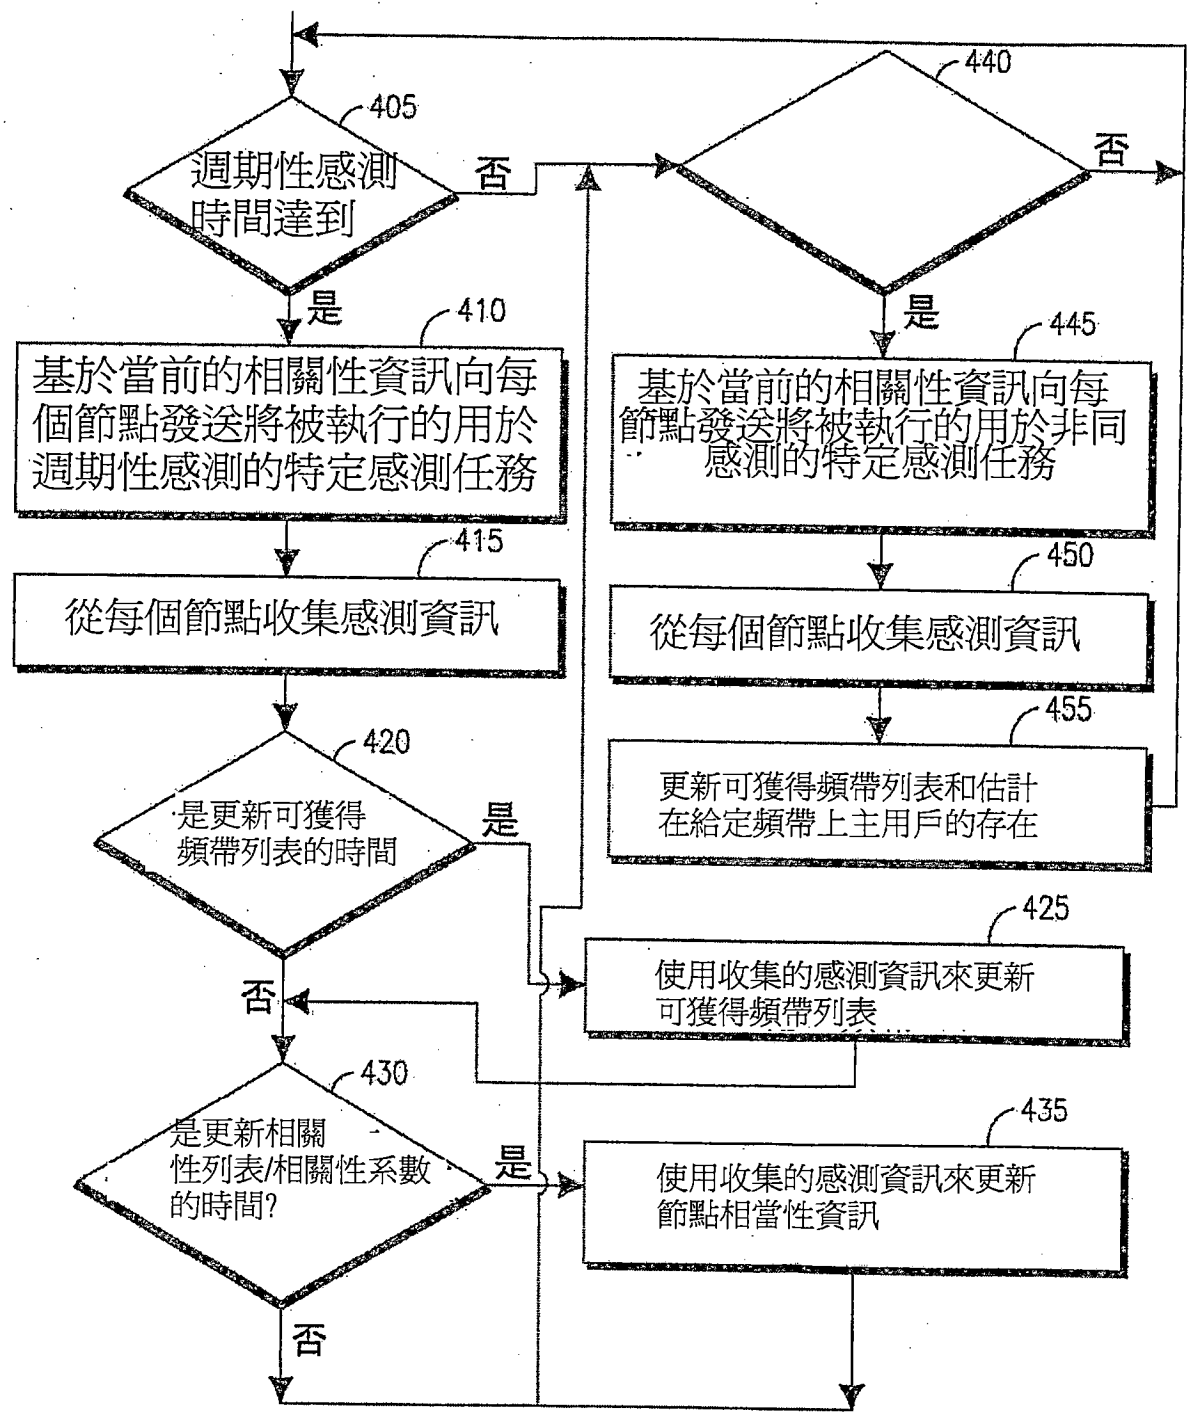 405
週期性感測
時間達到
否
是
410
基於當前的相關性資訊向每
個節點發送將被執行的用於
週期性感測的特定感測任務
415
從每個節點收集感測資訊
420
是更新可獲得
頻帶列表的時間
是
否
430
是更新相關
性列表/相關性系數
的時間?
是
否
440
否
是
445
基於當前的相關性資訊向每
節點發送將被執行的用於非同
感測的特定感測任務
450
從每個節點收集感測資訊
455
更新可獲得頻帶列表和估計
在給定頻帶上主用戶的存在
425
使用收集的感測資訊來更新
可獲得頻帶列表
435
使用收集的感測資訊來更新
節點相當性資訊